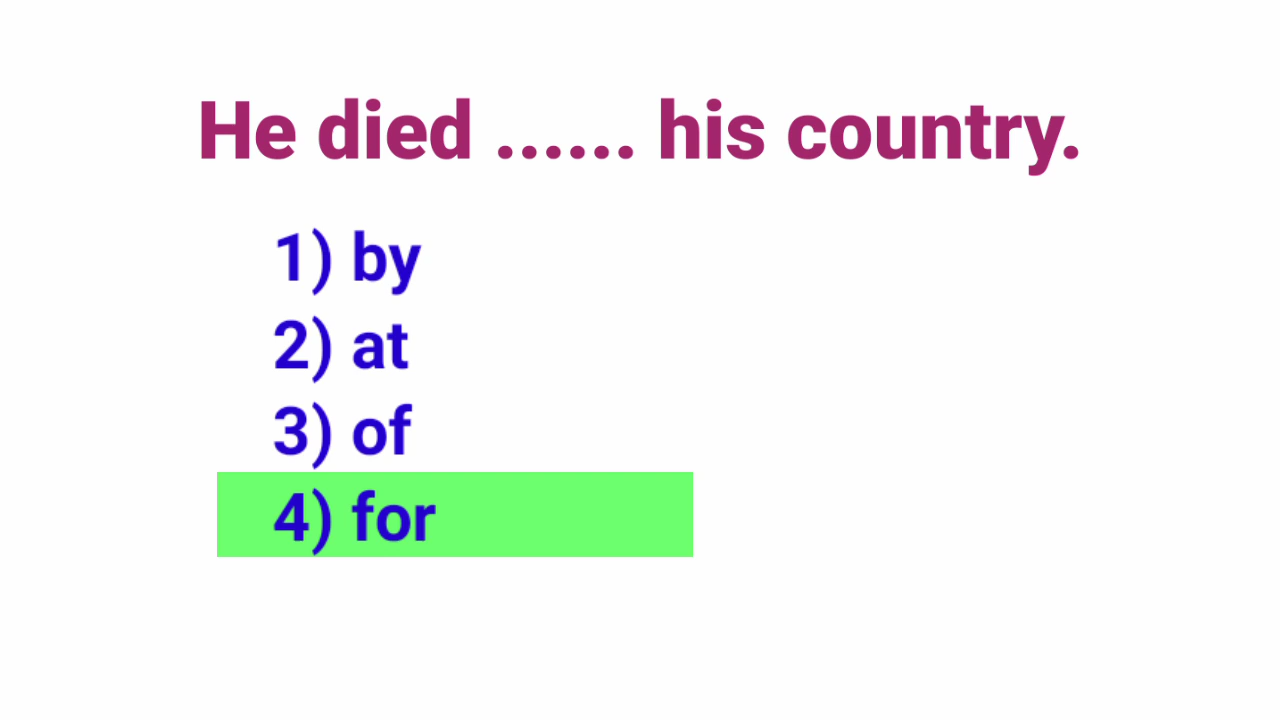 He died ...... his country.
1) by
2) at
3) of
4) for